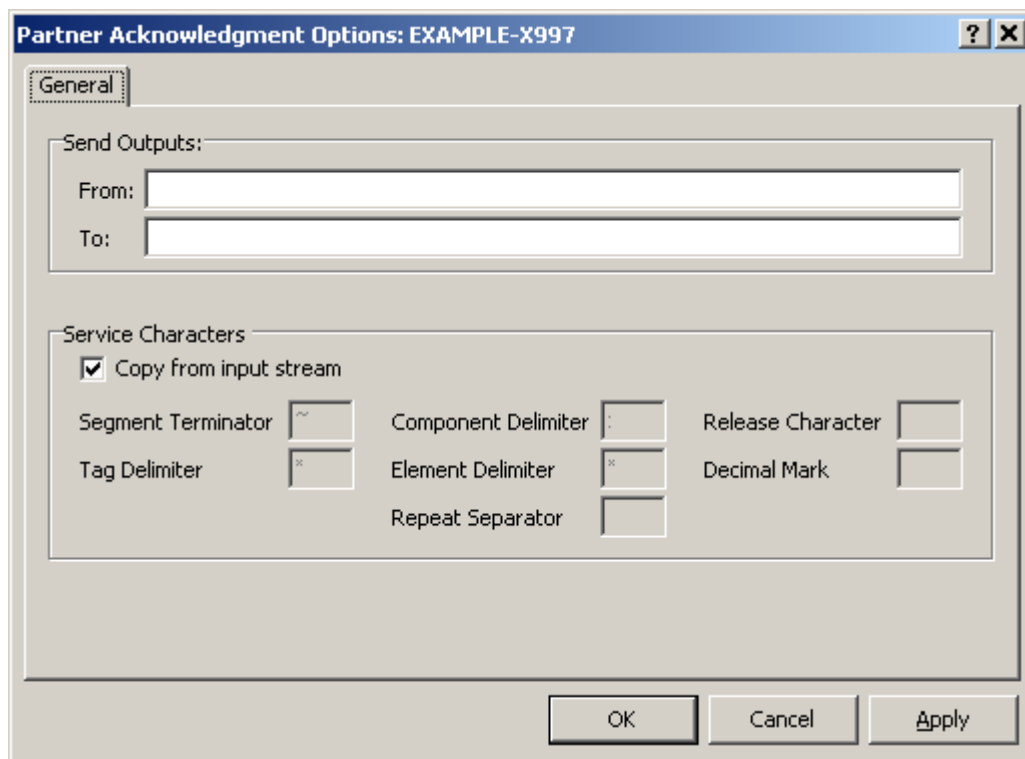 Partner Acknowledgment Options: EXAMPLE-X997
General
Send Outputs:
From:
To:
Service Characters
Copy from input stream
Segment Terminator ~ Component Delimiter : Release Character
Tag Delimiter * Element Delimiter * Decimal Mark
Repeat Separator
OK Cancel Apply